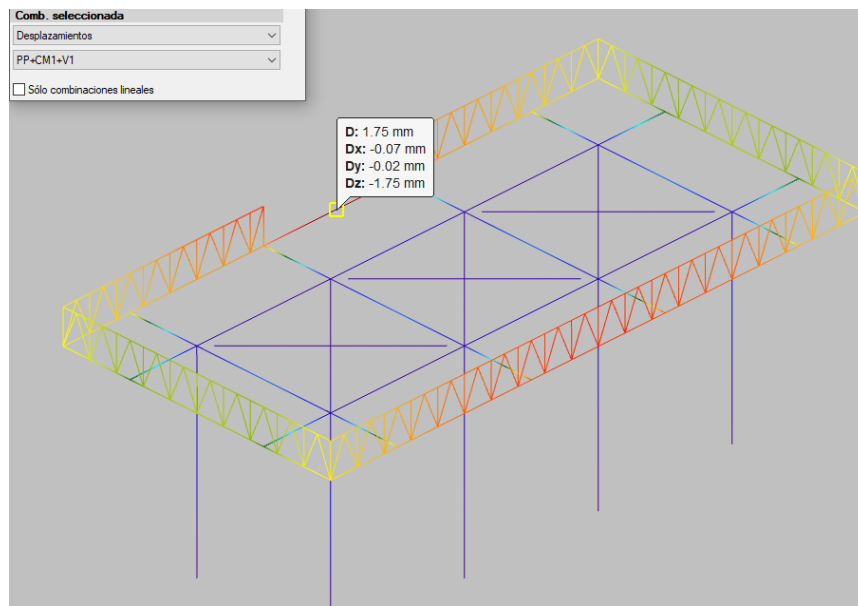 Comb. seleccionada
Desplazamientos
PP+CM1+V1
Sólo combinaciones lineales
D: 1.75 mm
Dx: -0.07 mm
Dy: -0.02 mm
Dz: -1.75 mm